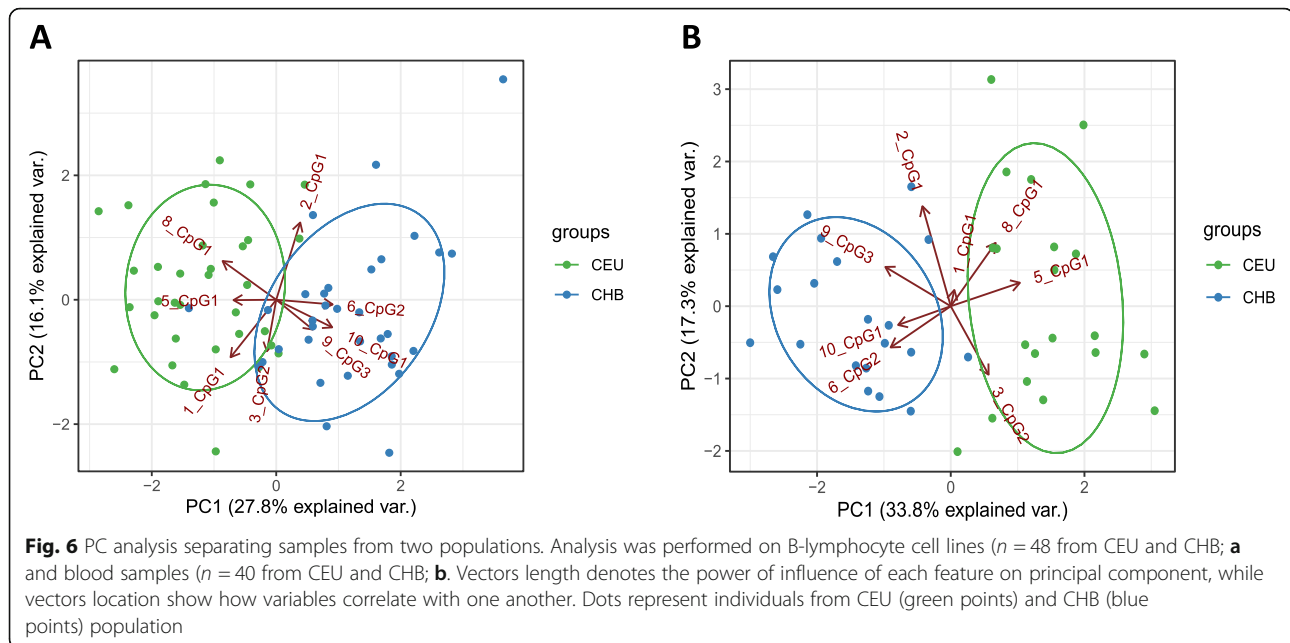 A
B
2
0
−2
−2
0
2
PC2 (16.1% explained var.)
PC1 (27.8% explained var.)
2_CpG1
8_CpG1
5_CpG1
6_CpG2
10_CpG1
9_CpG3
1_CpG1
3_CpG2
groups
CEU
CHB
3
2
1
0
−1
−2
−2
0
2
PC2 (17.3% explained var.)
PC1 (33.8% explained var.)
2_CpG1
8_CpG1
1_CpG1
9_CpG3
5_CpG1
10_CpG1
6_CpG2
3_CpG2
groups
CEU
CHB
Fig. 6 PC analysis separating samples from two populations. Analysis was performed on B-lymphocyte cell lines (n = 48 from CEU and CHB; a
and blood samples (n = 40 from CEU and CHB; b. Vectors length denotes the power of influence of each feature on principal component, while
vectors location show how variables correlate with one another. Dots represent individuals from CEU (green points) and CHB (blue
points) population